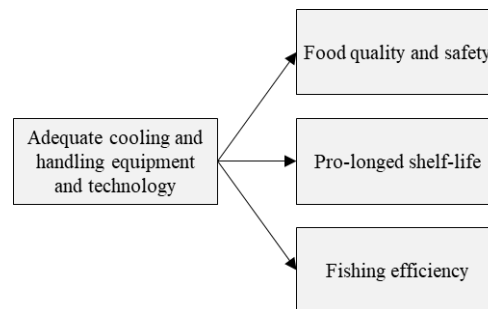 Food quality and safety
Adequate cooling and
handling equipment
and technology
Pro-longed shelf-life
Fishing efficiency